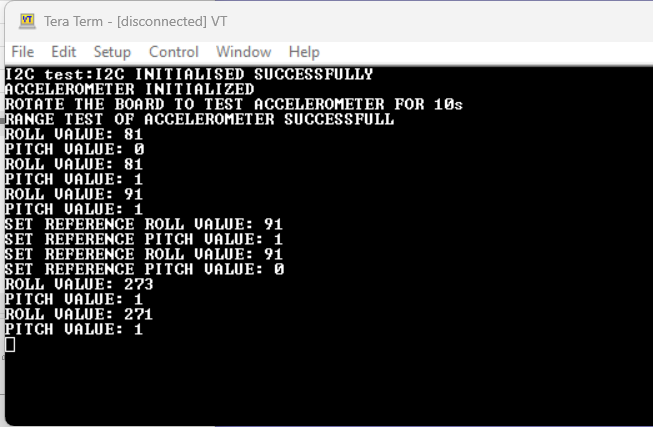 VT Tera Term - [disconnected] VT
File Edit Setup Control Window Help
I2C test:I2C INITIALISED SUCCESSFULLY
ACCELEROMETER INITIALIZED
ROTATE THE BOARD TO TEST ACCELEROMETER FOR 10s
RANGE TEST OF ACCELEROMETER SUCCESSFULL
ROLL VALUE: 81
PITCH VALUE: 0
ROLL VALUE: 81
PITCH VALUE: 1
ROLL VALUE: 91
PITCH VALUE: 1
SET REFERENCE ROLL VALUE: 91
SET REFERENCE PITCH VALUE: 1
SET REFERENCE ROLL VALUE: 91
SET REFERENCE PITCH VALUE: 0
ROLL VALUE: 273
PITCH VALUE: 1
ROLL VALUE: 271
PITCH VALUE: 1